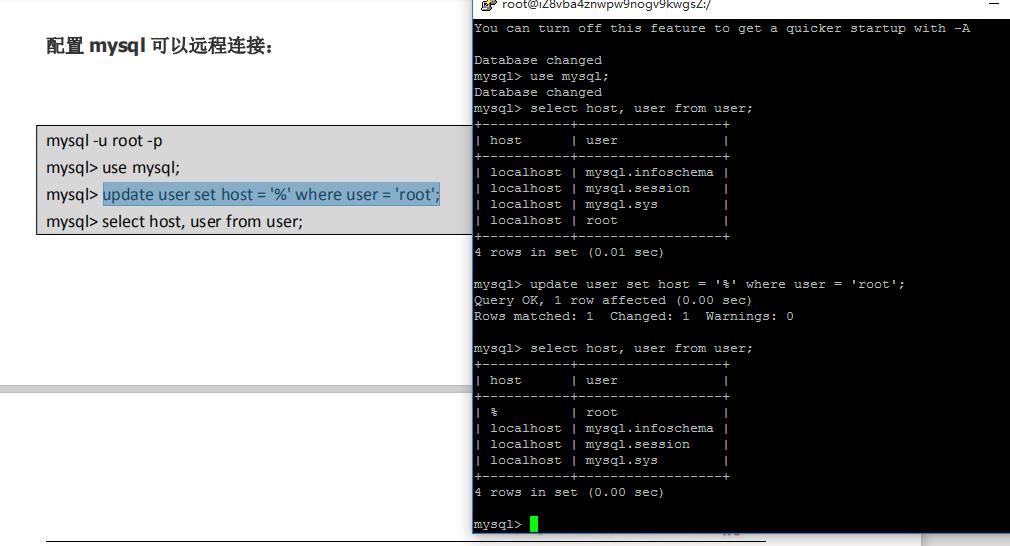 配置 mysql 可以远程连接：
mysql -u root -p
mysql> use mysql;
mysql> update user set host = '%' where user = 'root';
mysql> select host, user from user;
root@iZ8vba4znwpw9nogv9kwgsZ:/
You can turn off this feature to get a quicker startup with -A
Database changed
mysql> use mysql;
Database changed
mysql> select host, user from user;
+-----------+------------------+
| host      | user             |
+-----------+------------------+
| localhost | mysql.infoschema |
| localhost | mysql.session    |
| localhost | mysql.sys        |
| localhost | root             |
+-----------+------------------+
4 rows in set (0.01 sec)
mysql> update user set host = '%' where user = 'root';
Query OK, 1 row affected (0.00 sec)
Rows matched: 1  Changed: 1  Warnings: 0
mysql> select host, user from user;
+-----------+------------------+
| host      | user             |
+-----------+------------------+
| %         | root             |
| localhost | mysql.infoschema |
| localhost | mysql.session    |
| localhost | mysql.sys        |
+-----------+------------------+
4 rows in set (0.00 sec)
mysql>